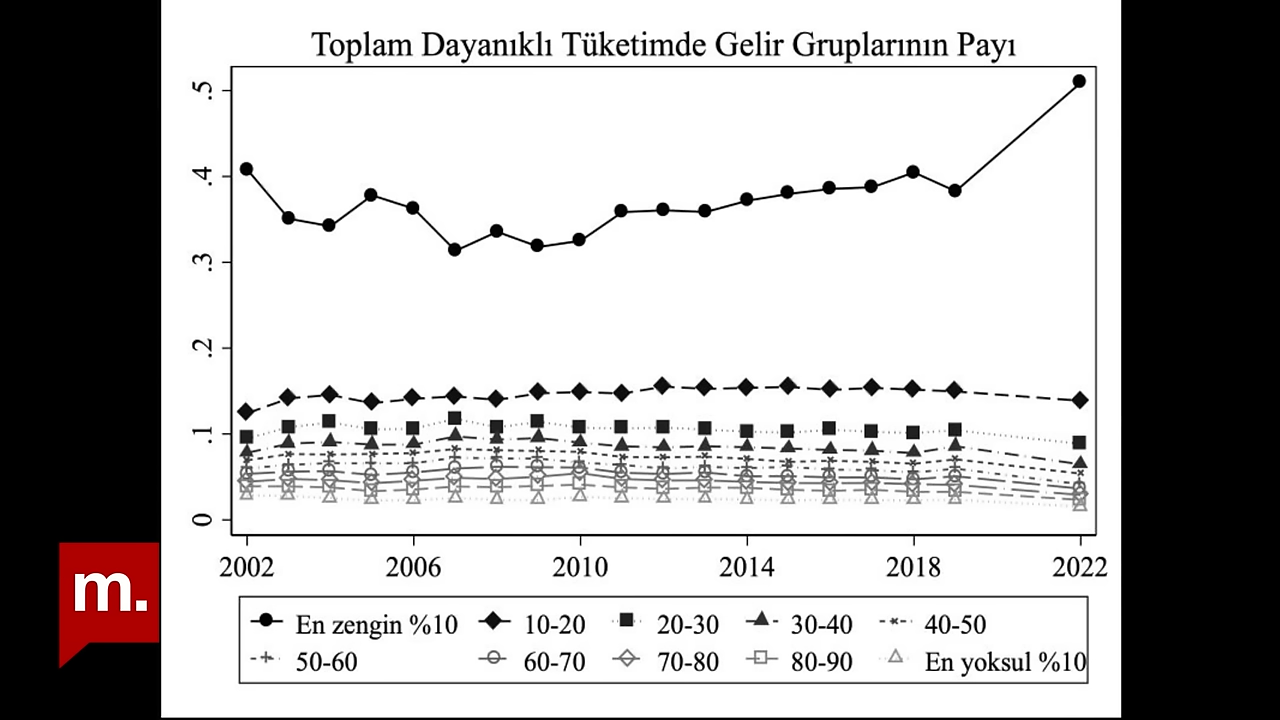 Toplam Dayanıklı Tüketimde Gelir Gruplarının Payı
.5
.4
.3
.2
.1
0
2002 2006 2010 2014 2018 2022
En zengin %10 10-20 20-30 30-40 40-50
50-60 60-70 70-80 80-90 En yoksul %10
m.